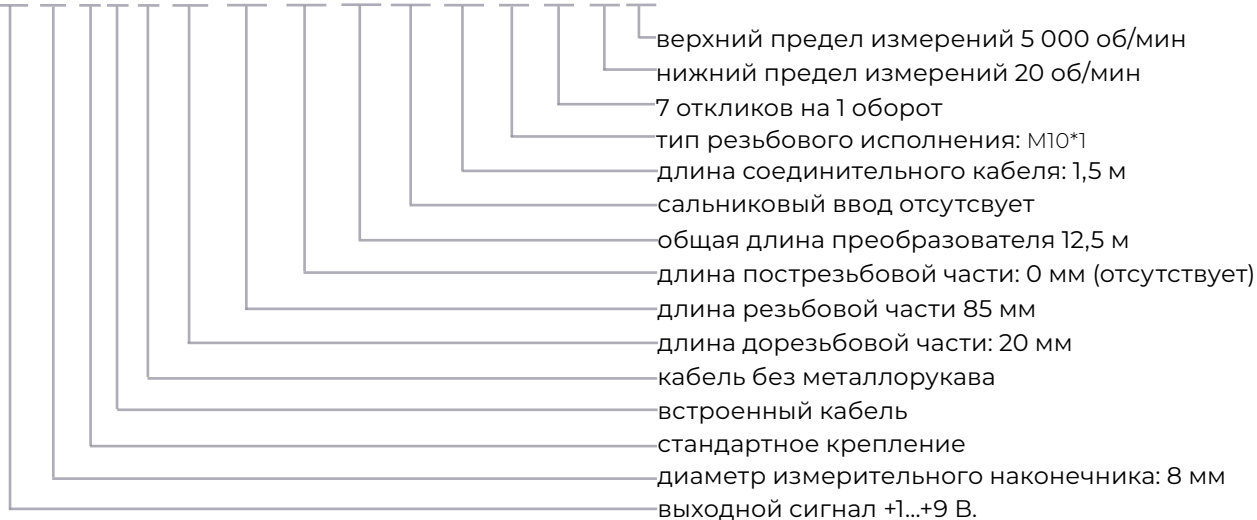 верхний предел измерений 5 000 об/мин
нижний предел измерений 20 об/мин
7 откликов на 1 оборот
тип резьбового исполнения: М10*1
длина соединительного кабеля: 1,5 м
сальниковый ввод отсутсвует
общая длина преобразователя 12,5 м
длина пострезьбовой части: 0 мм (отсутствует)
длина резьбовой части 85 мм
длина дорезьбовой части: 20 мм
кабель без металлорукава
встроенный кабель
стандартное крепление
диаметр измерительного наконечника: 8 мм
выходной сигнал +1...+9 В.